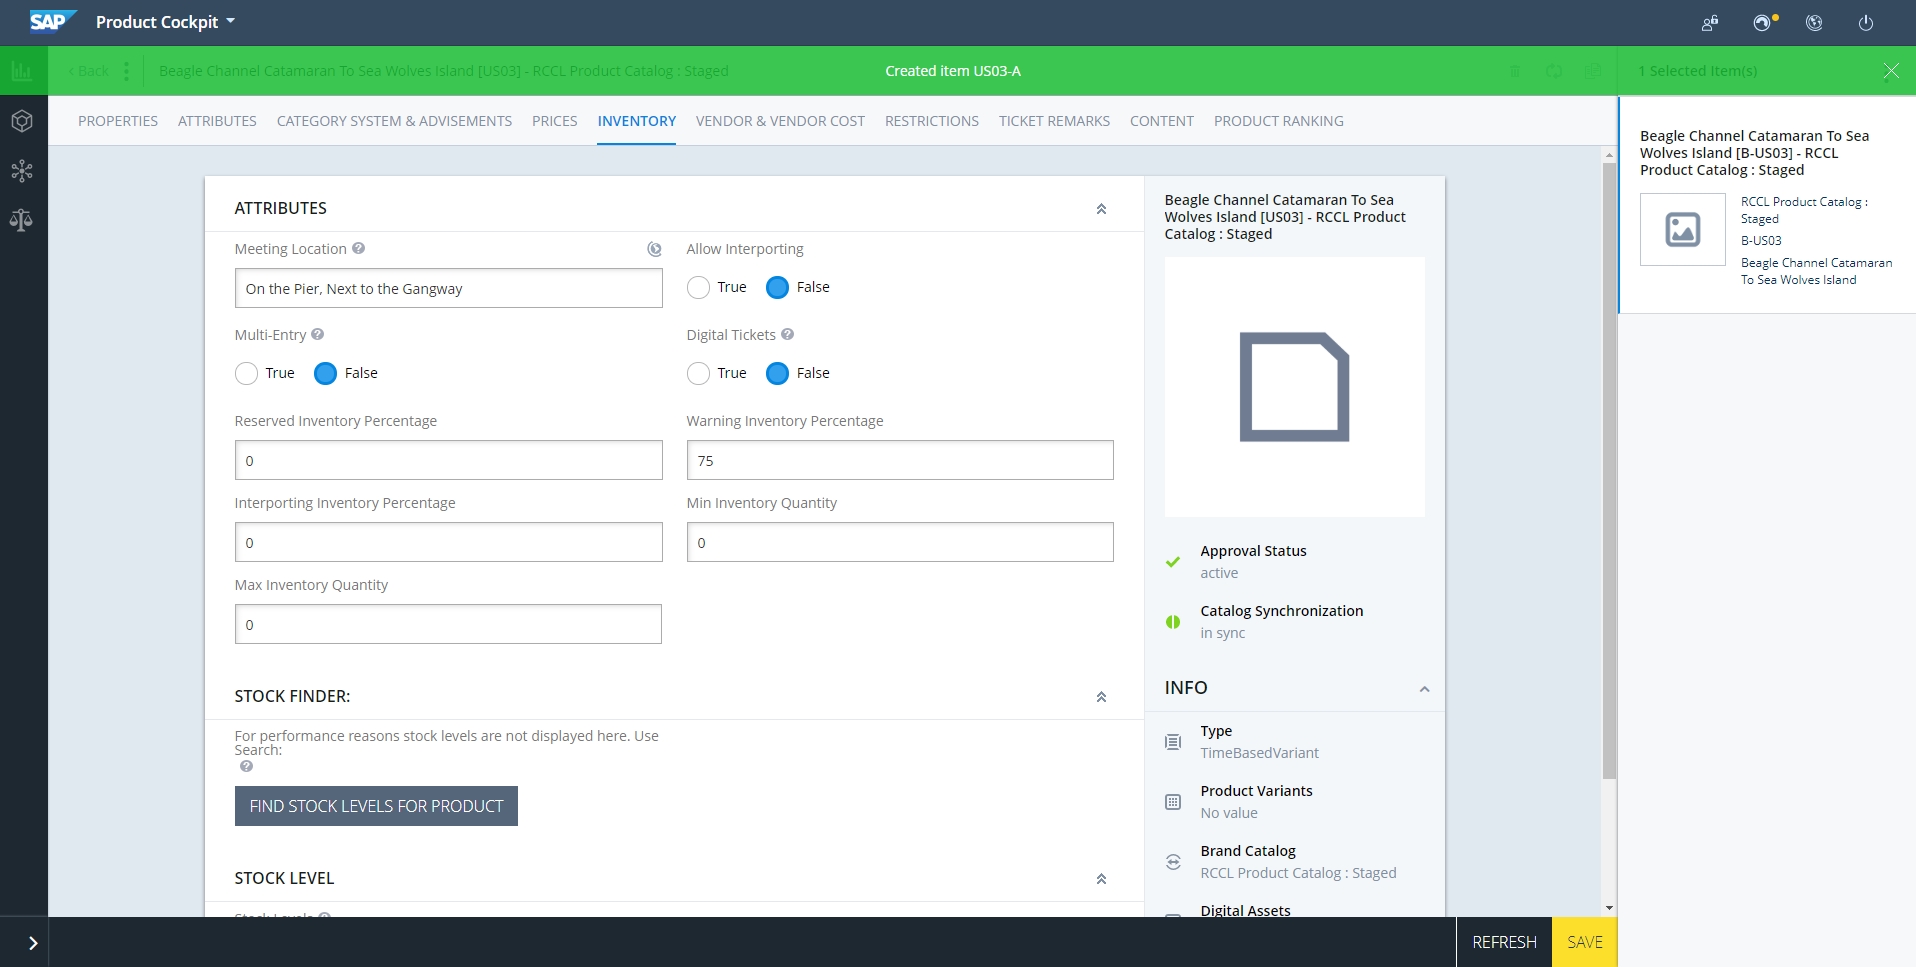 SAP Product Cockpit
< Back Beagle Channel Catamaran To Sea Wolves Island [US03] - RCCL Product Catalog : Staged
Created item US03-A
1 Selected Item(s)
PROPERTIES ATTRIBUTES CATEGORY SYSTEM & ADVISEMENTS PRICES INVENTORY VENDOR & VENDOR COST RESTRICTIONS TICKET REMARKS CONTENT PRODUCT RANKING
ATTRIBUTES
Meeting Location
On the Pier, Next to the Gangway
Allow Interporting
True False
Multi-Entry
True False
Digital Tickets
True False
Reserved Inventory Percentage
0
Warning Inventory Percentage
75
Interporting Inventory Percentage
0
Min Inventory Quantity
0
Max Inventory Quantity
0
STOCK FINDER:
For performance reasons stock levels are not displayed here. Use
Search:
FIND STOCK LEVELS FOR PRODUCT
STOCK LEVEL
Stock Levels
Beagle Channel Catamaran To Sea
Wolves Island [US03] - RCCL Product
Catalog : Staged
Approval Status
active
Catalog Synchronization
in sync
INFO
Type
TimeBasedVariant
Product Variants
No value
Brand Catalog
RCCL Product Catalog : Staged
Digital Assets
Beagle Channel Catamaran To Sea
Wolves Island [B-US03] - RCCL
Product Catalog : Staged
RCCL Product Catalog :
Staged
B-US03
Beagle Channel Catamaran
To Sea Wolves Island
REFRESH SAVE